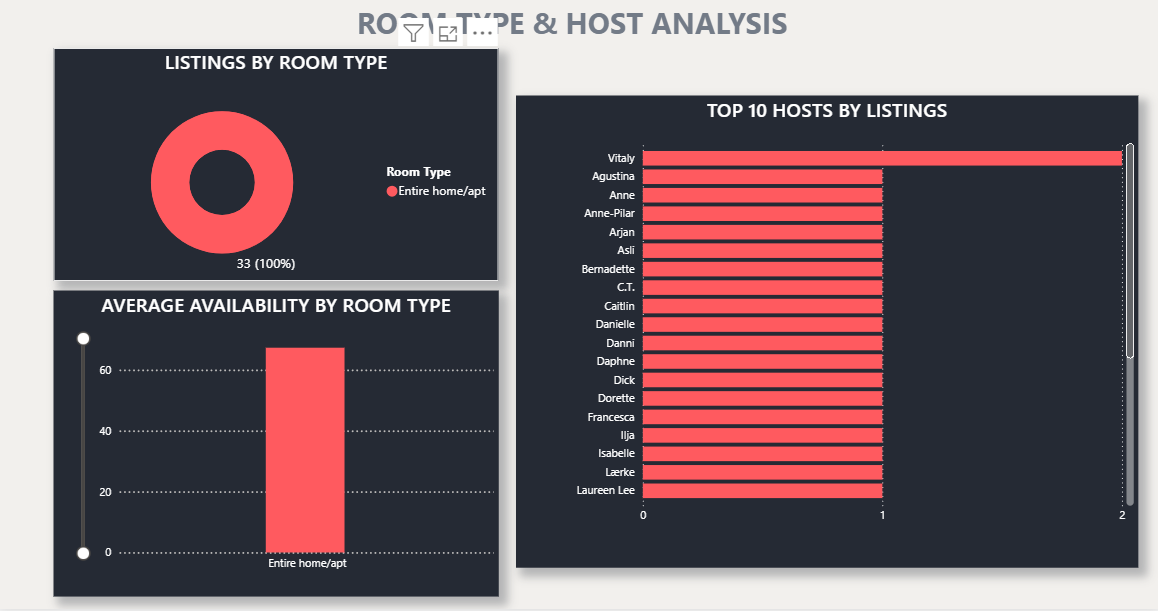 ROOM TYPE & HOST ANALYSIS
LISTINGS BY ROOM TYPE
Room Type
Entire home/apt
33 (100%)
AVERAGE AVAILABILITY BY ROOM TYPE
60
40
20
0
Entire home/apt
TOP 10 HOSTS BY LISTINGS
Vitaly
Agustina
Anne
Anne-Pilar
Arjan
Asli
Bernadette
C.T.
Caitlin
Danielle
Danni
Daphne
Dick
Dorette
Francesca
Ilja
Isabelle
Lærke
Laureen Lee
0 1 2